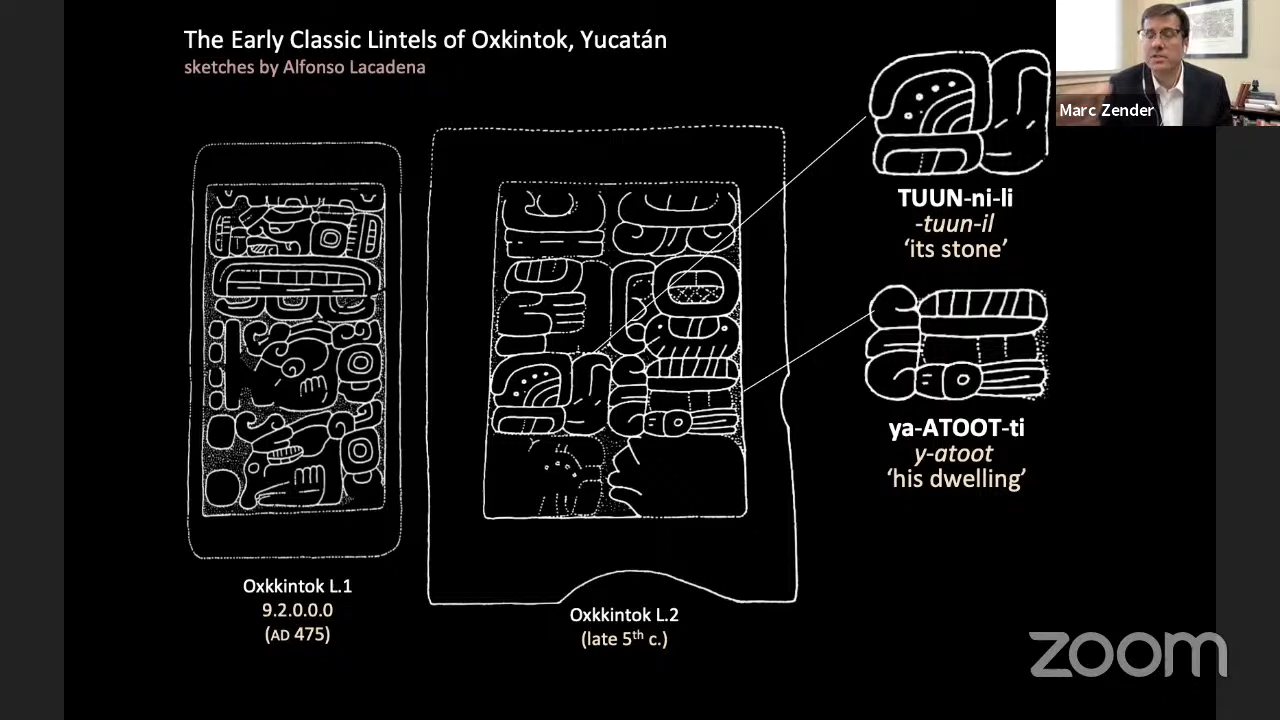 The Early Classic Lintels of Oxkintok, Yucatán
sketches by Alfonso Lacadena
Marc Zender
TUUN-ni-li
-tuun-il
‘its stone’
ya-ATOOT-ti
y-atoot
‘his dwelling’
Oxkkintok L.1
9.2.0.0.0
(AD 475)
Oxkkintok L.2
(late 5th c.)
zoom